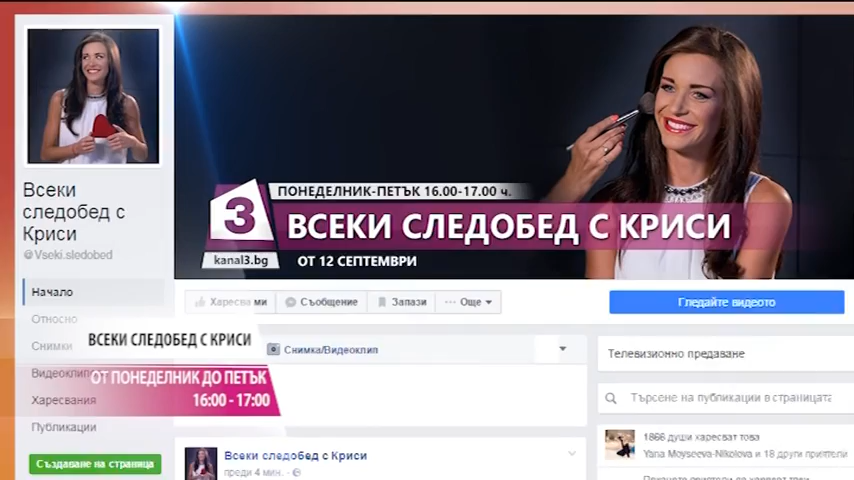 3
kanal3.bg
ПОНЕДЕЛНИК-ПЕТЪК 16.00-17.00 ч.
ВСЕКИ СЛЕДОБЕД С КРИСИ
ОТ 12 СЕПТЕМВРИ
Всеки
следобед с
Криси
@Vseki.sledobed
Начало
Относно
Снимки
Видеоклипо
Харесвания
Публикации
Създаване на страница
ВСЕКИ СЛЕДОБЕД С КРИСИ
ОТ ПОНЕДЕЛНИК ДО ПЕТЪК
16:00 - 17:00
Харесва ми
Съобщение
Запази
Още
Гледайте видеото
Снимка/Видеоклип
Всеки следобед с Криси
преди 4 мин.
Телевизионно предаване
Търсене на публикации в страницата
1866 души харесват това
Yana Moyseeva-Nikolova и 18 други приятели